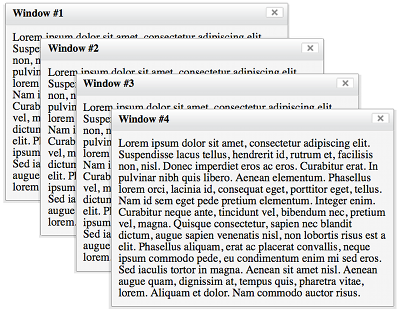 Window #1
Lorem ipsum dolor sit amet, consectetur adipiscing elit.
Suspe
non, n
pulvin
lorem
Nam i
Curab
vel, m
dictum
elit. P
ipsum
Sed ia
augue
lorem
Window #2
Lorem ipsum dolor sit amet, consectetur adipiscing elit.
Suspe
non, n
pulvin
lorem
Nam i
Curab
vel, m
dictum
elit. P
ipsum
Sed ia
augue
lorem
Window #3
Lorem ipsum dolor sit amet, consectetur adipiscing elit.
Suspe
non, n
pulvin
lorem
Nam i
Curab
vel, m
dictum
elit. P
ipsum
Sed ia
augue
lorem
Window #4
Lorem ipsum dolor sit amet, consectetur adipiscing elit.
Suspendisse lacus tellus, hendrerit id, rutrum et, facilisis
non, nisl. Donec imperdiet eros ac eros. Curabitur erat. In
pulvinar nibh quis libero. Aenean elementum. Phasellus
lorem orci, lacinia id, consequat eget, porttitor eget, tellus.
Nam id sem eget pede pretium elementum. Integer enim.
Curabitur neque ante, tincidunt vel, bibendum nec, pretium
vel, magna. Quisque consectetur, sapien nec blandit
dictum, augue sapien venenatis nisl, non lobortis risus est a
elit. Phasellus aliquam, erat ac placerat convallis, neque
ipsum commodo pede, eu condimentum enim mi sed eros.
Sed iaculis tortor in magna. Aenean sit amet nisl. Aenean
augue quam, dignissim at, tempus quis, pharetra vitae,
lorem. Aliquam et dolor. Nam commodo auctor risus.